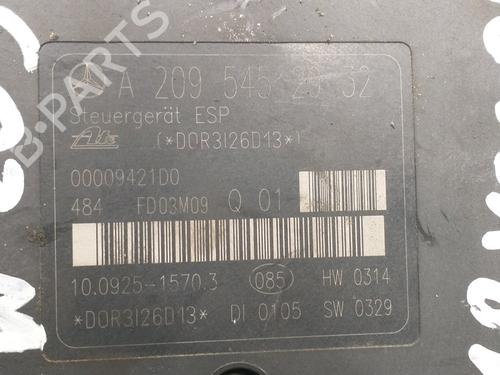 A 209 545 25 32
Steuergerät ESP
Ate (*D0R3I26D13*)
00009421D0
484 FD03M09 Q 01
10.0925-1570.3 085 HW 0314
*D0R3I26D13* DI 0105 SW 0329
B-PARTS